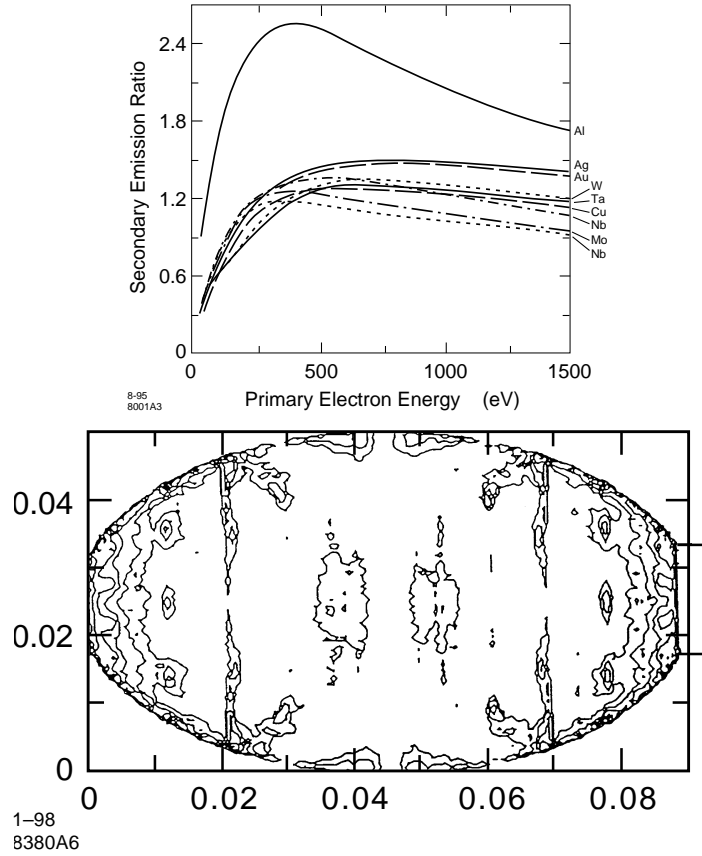 2.4
1.8
1.2
0.6
0
Secondary Emission Ratio
Al
Ag
Au
W
Ta
Cu
Nb
Mo
Nb
0 500 1000 1500
Primary Electron Energy (eV)
8-95
8001A3
0.04
0.02
0
0 0.02 0.04 0.06 0.08
1–98
8380A6